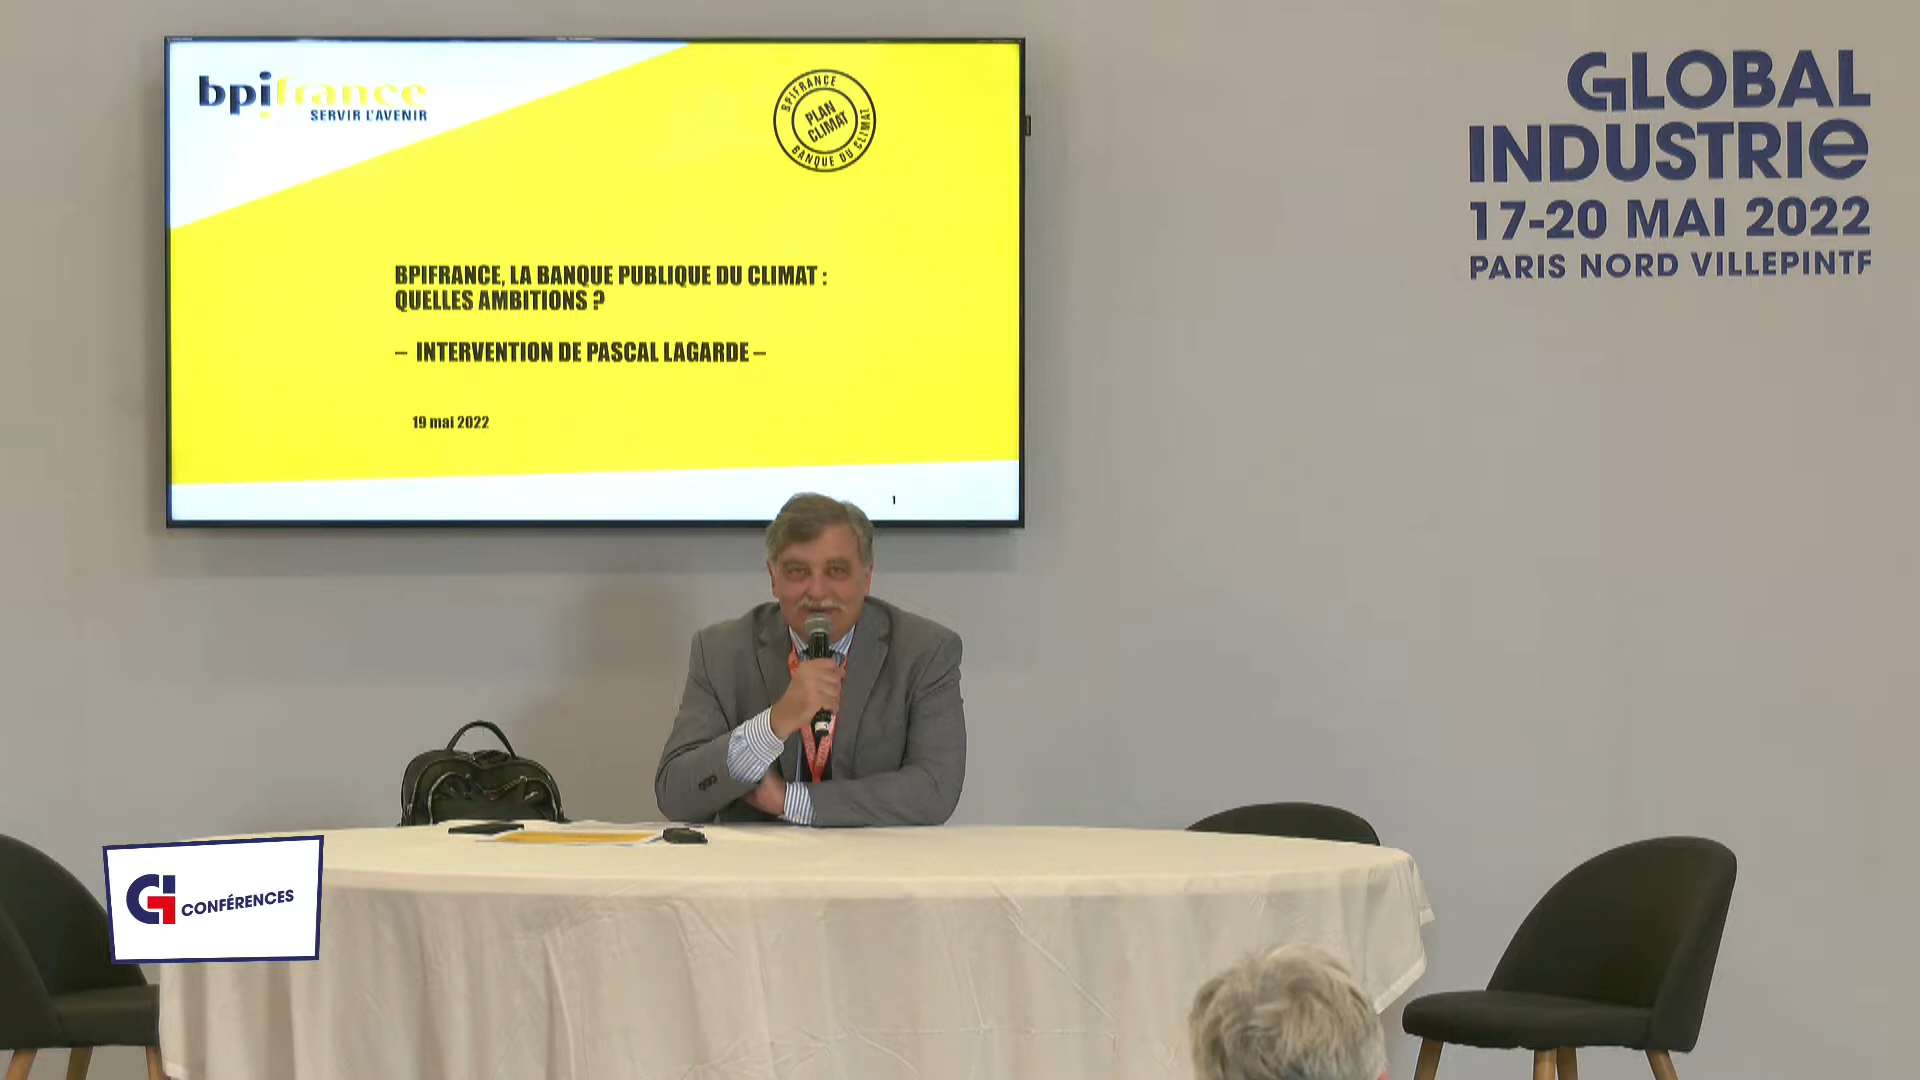 bpifrance
SERVIR L'AVENIR
BPIFRANCE
PLAN
CLIMAT
BANQUE DU CLIMAT
BPIFRANCE, LA BANQUE PUBLIQUE DU CLIMAT :
QUELLES AMBITIONS ?
– INTERVENTION DE PASCAL LAGARDE –
19 mai 2022
1
GLOBAL
INDUSTRIE
17-20 MAI 2022
PARIS NORD VILLEPINTE
GI CONFÉRENCES